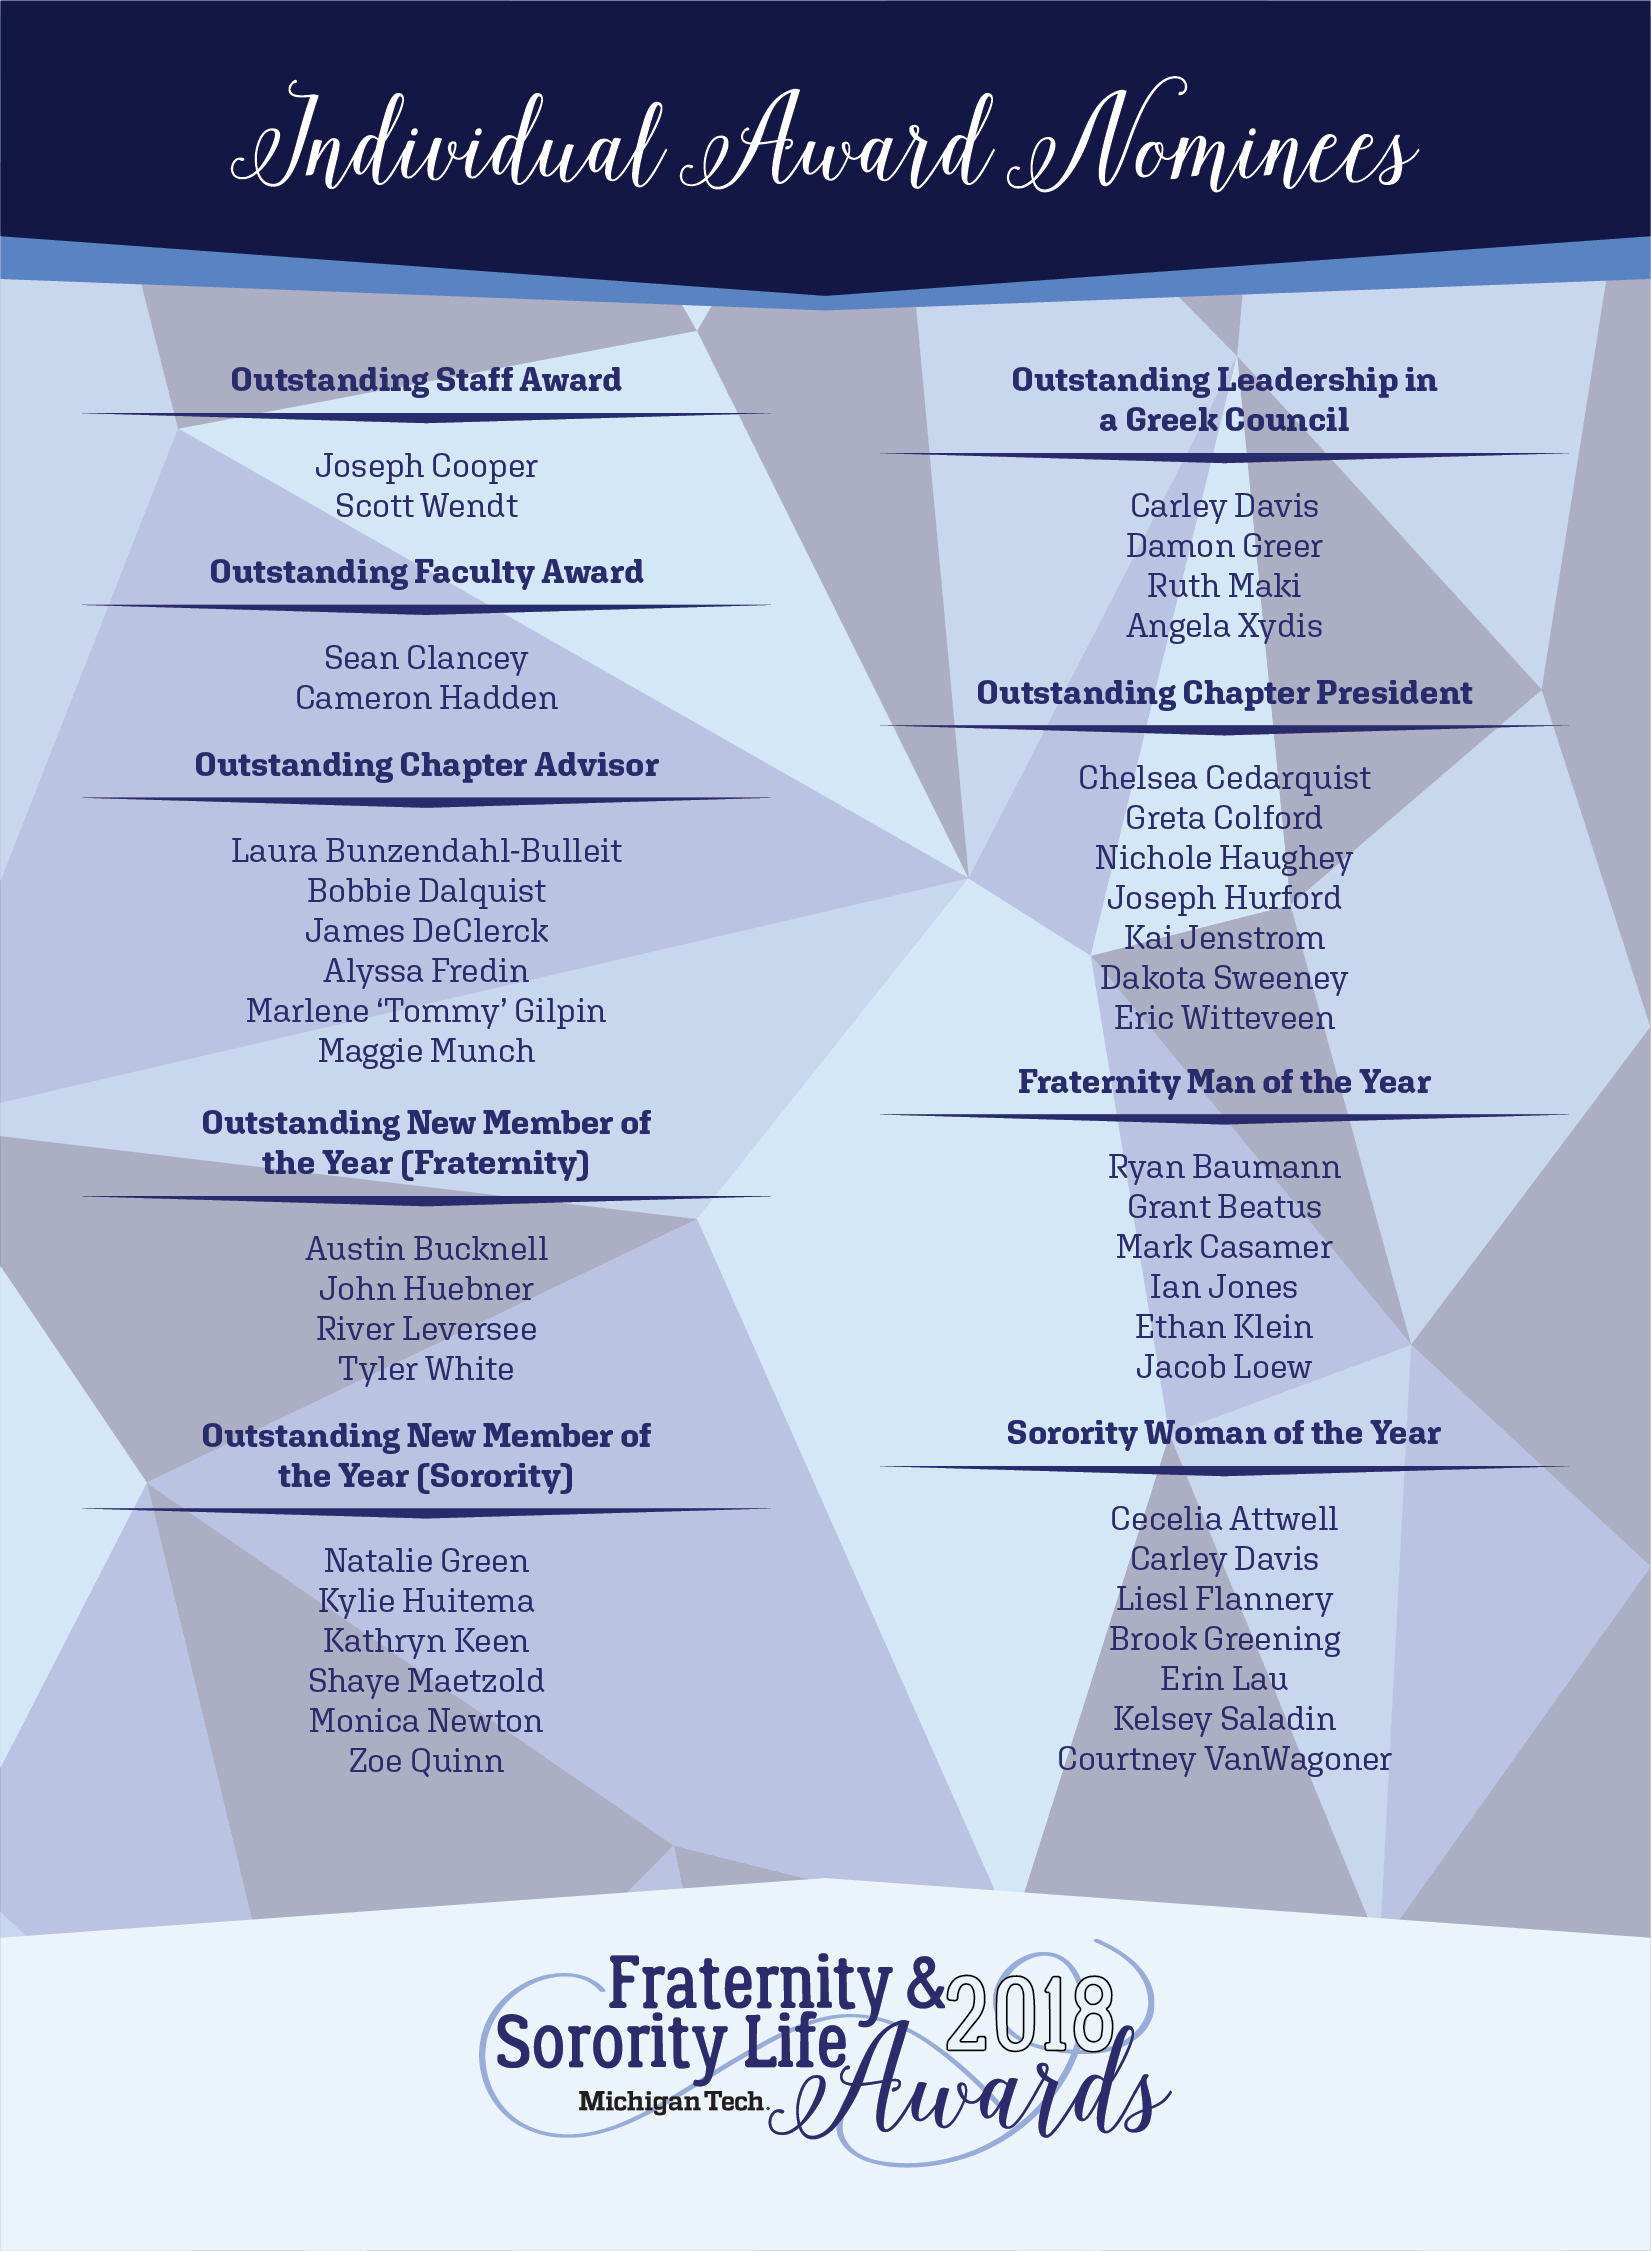 Individual Award Nominees
Outstanding Staff Award
Joseph Cooper
Scott Wendt
Outstanding Faculty Award
Sean Clancey
Cameron Hadden
Outstanding Chapter Advisor
Laura Bunzendahl-Bulleit
Bobbie Dalquist
James DeClerck
Alyssa Fredin
Marlene ‘Tommy’ Gilpin
Maggie Munch
Outstanding New Member of
the Year (Fraternity)
Austin Bucknell
John Huebner
River Leversee
Tyler White
Outstanding New Member of
the Year (Sorority)
Natalie Green
Kylie Huitema
Kathryn Keen
Shaye Maetzold
Monica Newton
Zoe Quinn
Outstanding Leadership in
a Greek Council
Carley Davis
Damon Greer
Ruth Maki
Angela Xydis
Outstanding Chapter President
Chelsea Cedarquist
Greta Colford
Nichole Haughey
Joseph Hurford
Kai Jenstrom
Dakota Sweeney
Eric Witteveen
Fraternity Man of the Year
Ryan Baumann
Grant Beatus
Mark Casamer
Ian Jones
Ethan Klein
Jacob Loew
Sorority Woman of the Year
Cecelia Attwell
Carley Davis
Liesl Flannery
Brook Greening
Erin Lau
Kelsey Saladin
Courtney VanWagoner
Fraternity &
Sorority Life
2018
Awards
Michigan Tech.